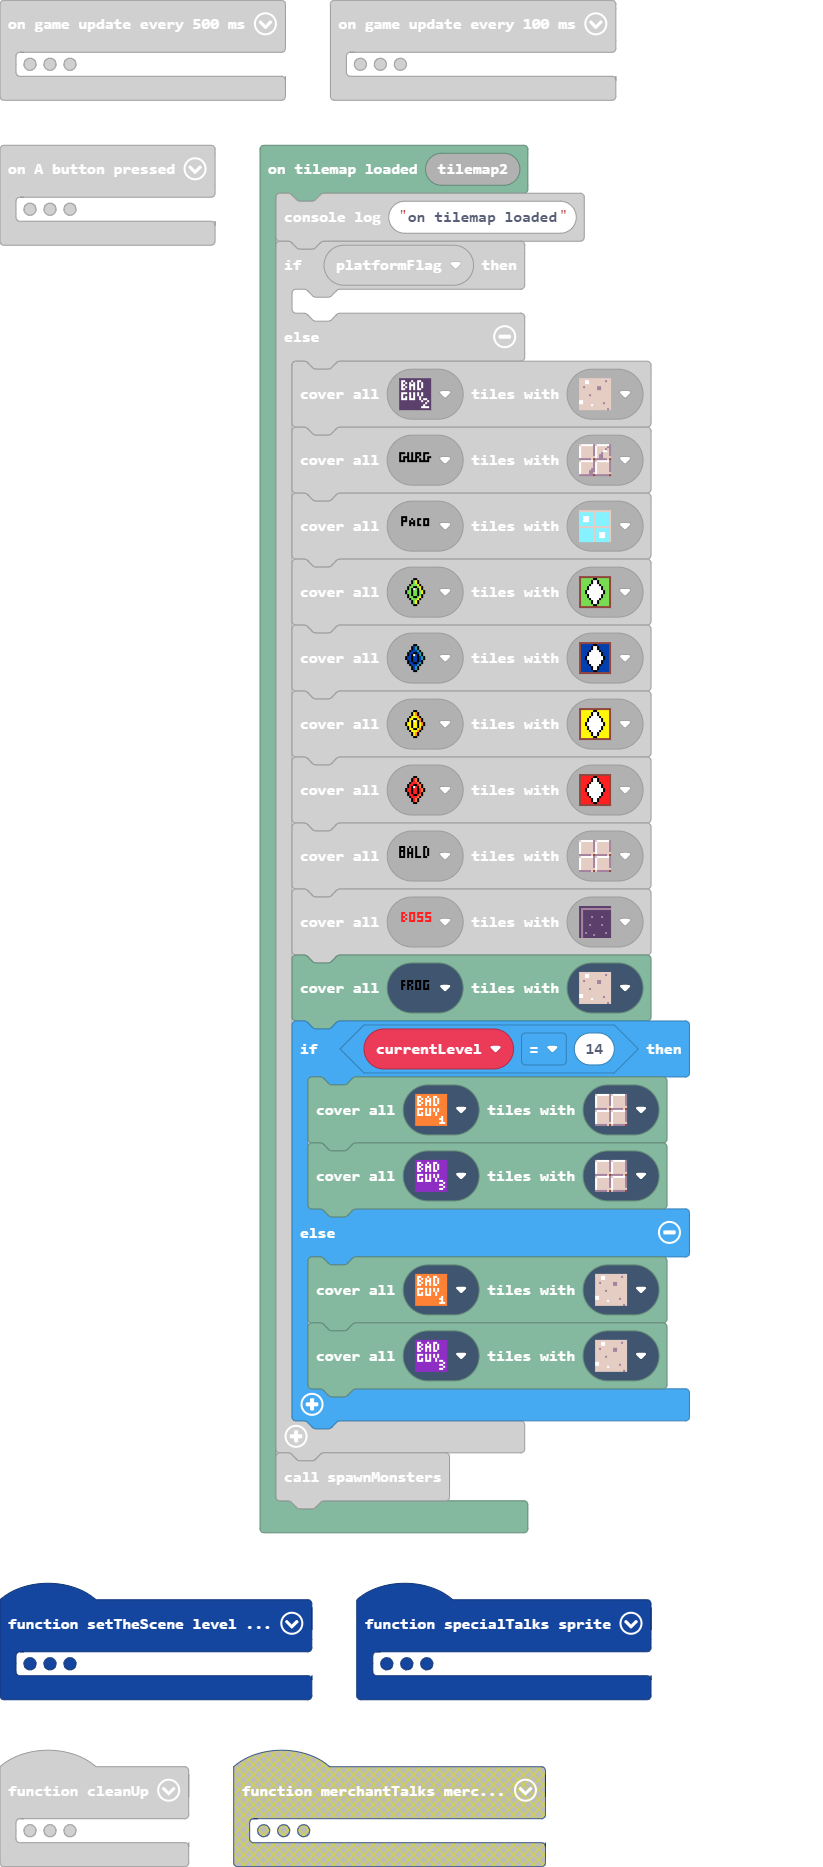 on game update every 500 ms
on game update every 100 ms
on A button pressed
on tilemap loaded tilemap2
console log "on tilemap loaded"
if platformFlag then
else
cover all BAD GUY 2 tiles with
cover all GURG tiles with
cover all PACO tiles with
cover all tiles with
cover all tiles with
cover all tiles with
cover all tiles with
cover all BALD tiles with
cover all BOSS tiles with
cover all FROG tiles with
if currentLevel = 14 then
cover all BAD GUY 1 tiles with
cover all BAD GUY 3 tiles with
else
cover all BAD GUY 1 tiles with
cover all BAD GUY 3 tiles with
call spawnMonsters
function setTheScene level ...
function specialTalks sprite
function cleanUp
function merchantTalks merc...